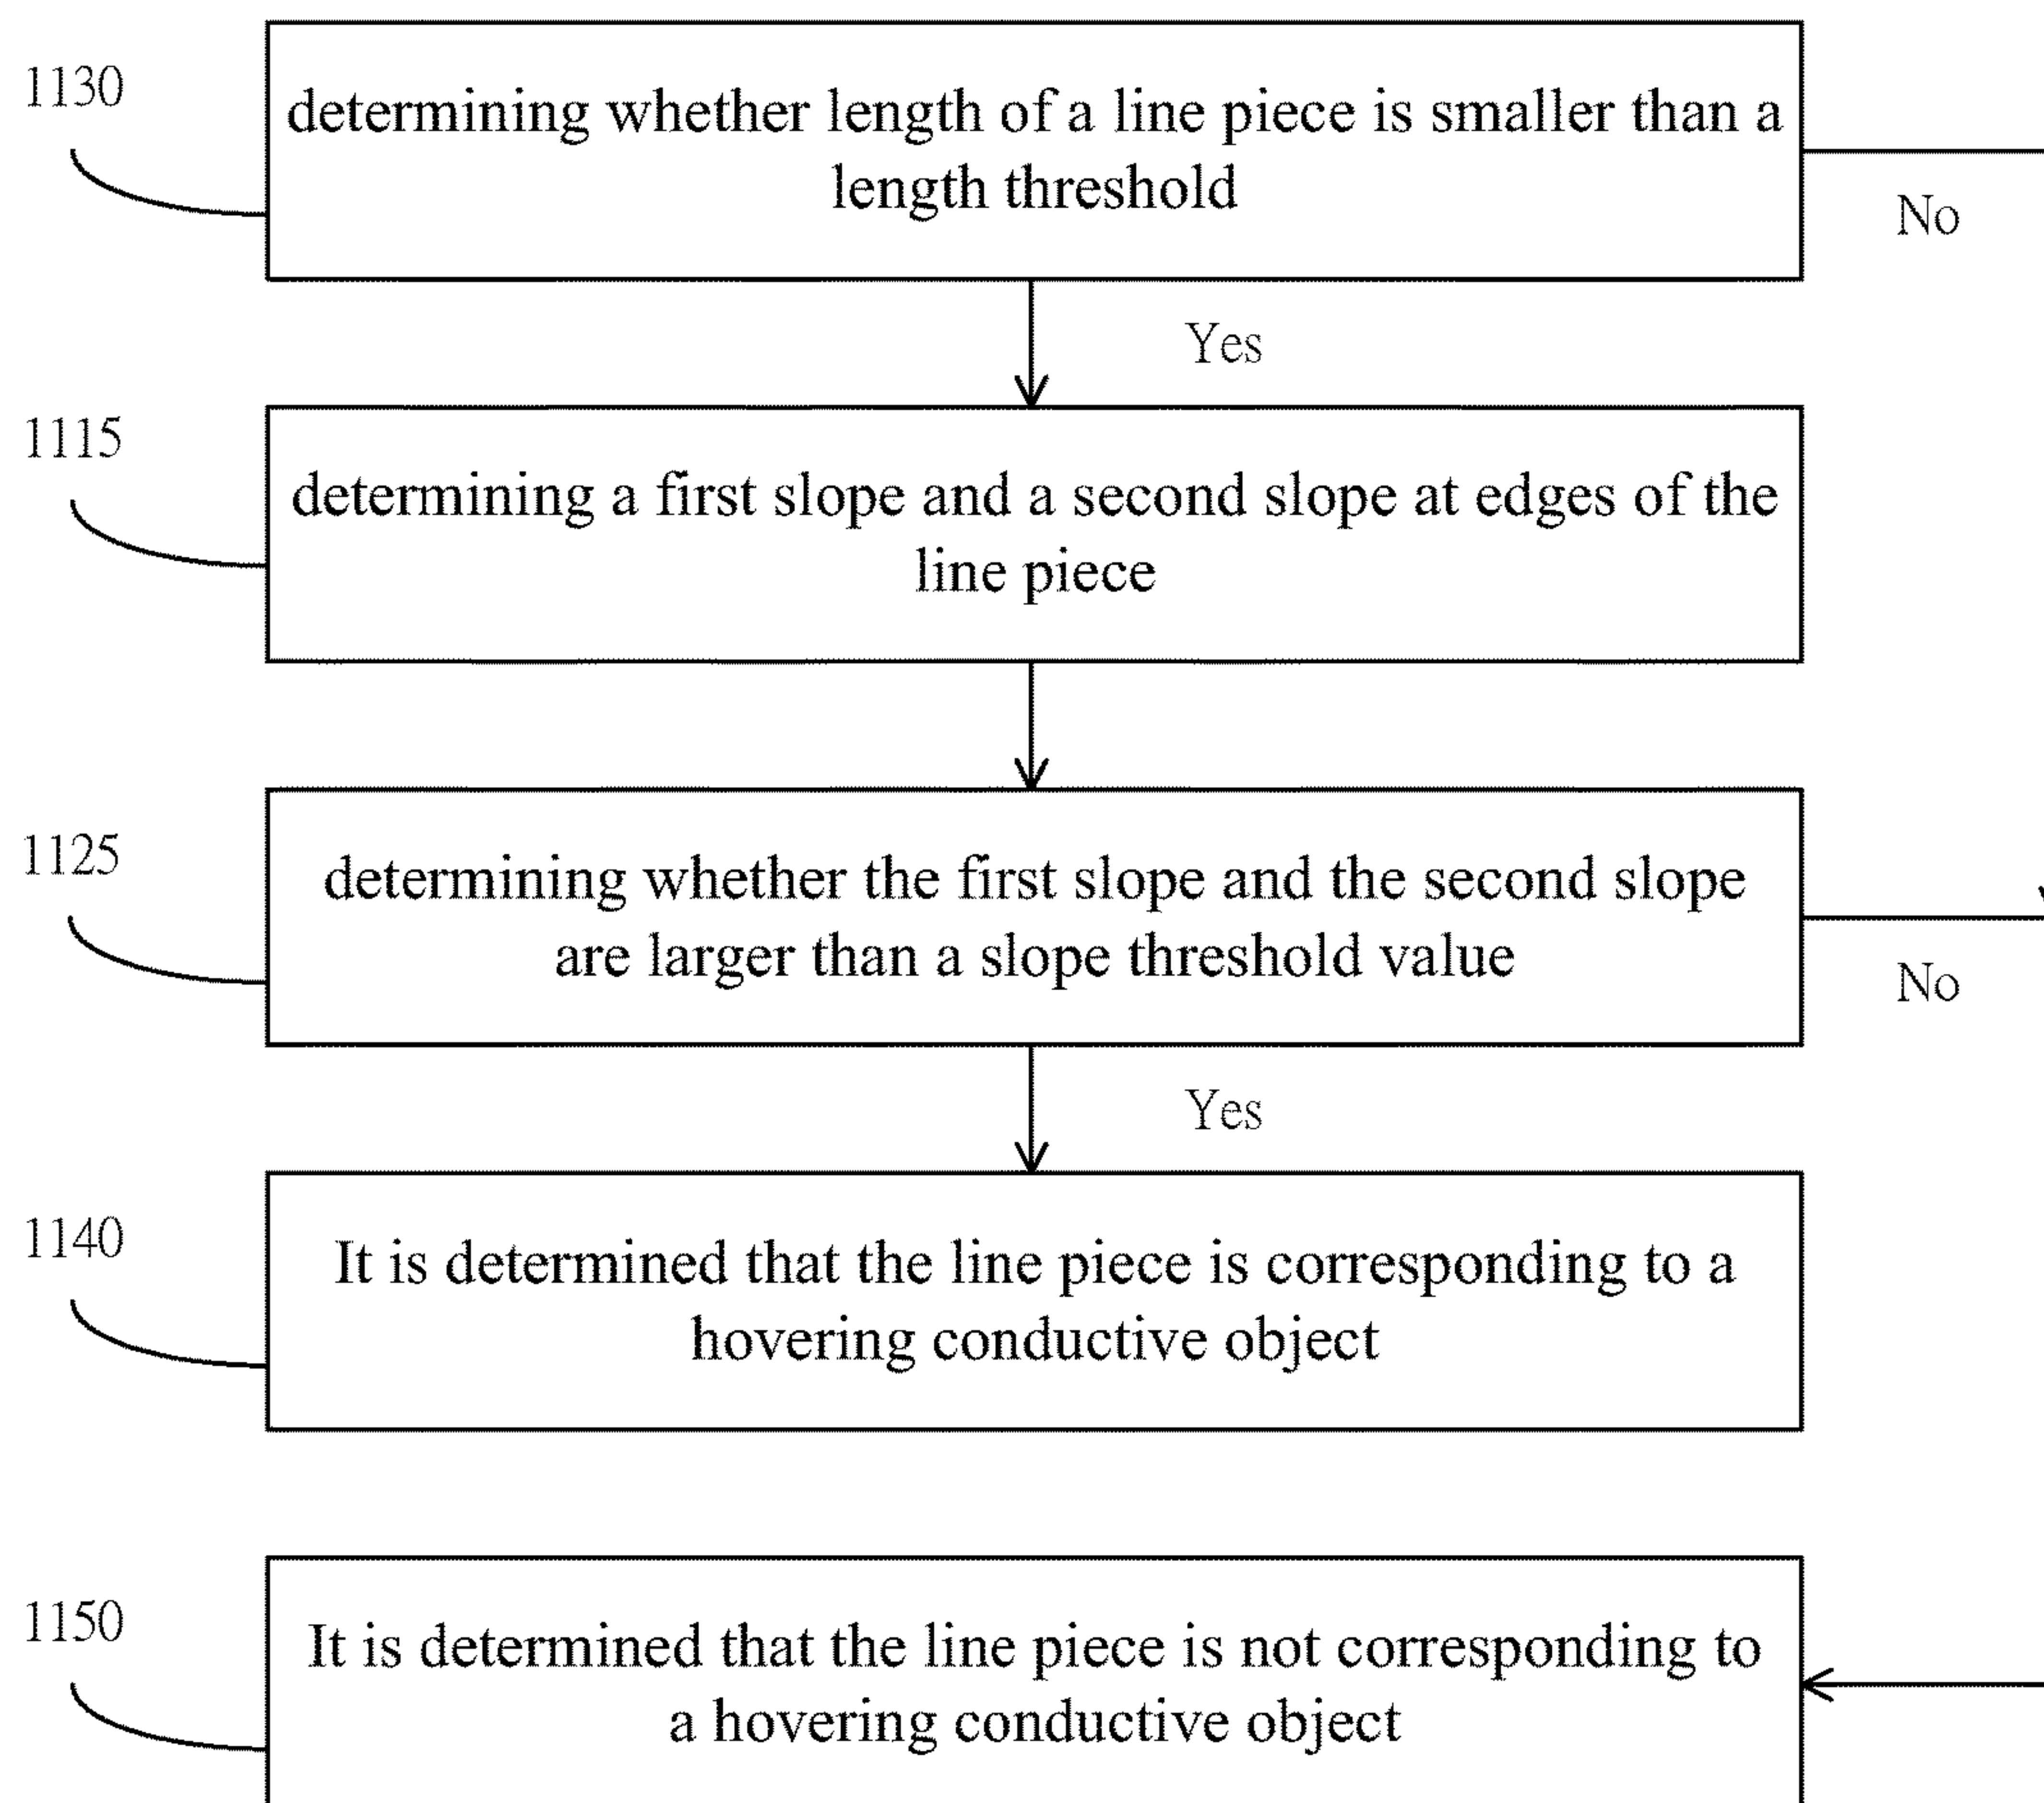 1130
determining whether length of a line piece is smaller than a
length threshold
No
Yes
1115
determining a first slope and a second slope at edges of the
line piece
1125
determining whether the first slope and the second slope
are larger than a slope threshold value
No
Yes
1140
It is determined that the line piece is corresponding to a
hovering conductive object
1150
It is determined that the line piece is not corresponding to
a hovering conductive object